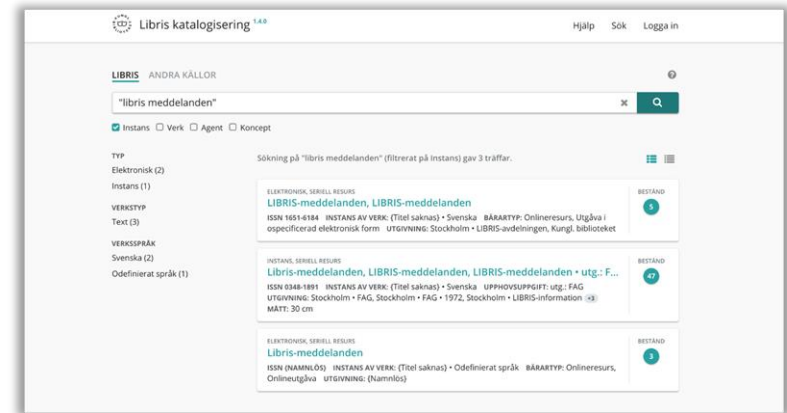 Libris katalogisering 1.4.0
Hjälp Sök Logga in
LIBRIS ANDRA KÄLLOR
"libris meddelanden"
Instans Verk Agent Koncept
TYP
Elektronisk (2)
Instans (1)
VERKSTYP
Text (3)
VERKSSPRÅK
Svenska (2)
Odefinierat språk (1)
Sökning på "libris meddelanden" (filtrerat på Instans) gav 3 träffar.
ELEKTRONISK, SERIELL RESURS
LIBRIS-meddelanden, LIBRIS-meddelanden
ISSN 1651-6184 INSTANS AV VERK: {Titel saknas} • Svenska BÄRARTYP: Onlineresurs, Utgåva i
ospecificerad elektronisk form UTGIVNING: Stockholm • LIBRIS-avdelningen, Kungl. biblioteket
BESTÅND
5
INSTANS, SERIELL RESURS
Libris-meddelanden, LIBRIS-meddelanden, LIBRIS-meddelanden • utg.: F...
ISSN 0348-1891 INSTANS AV VERK: {Titel saknas} • Svenska UPPHOVSUPPGIFT: utg.: FAG
UTGIVNING: Stockholm • FAG, Stockholm • FAG • 1972, Stockholm • LIBRIS-information +3
MÅTT: 30 cm
BESTÅND
47
ELEKTRONISK, SERIELL RESURS
Libris-meddelanden
ISSN {NAMNLÖS} INSTANS AV VERK: {Titel saknas} • Odefinierat språk BÄRARTYP: Onlineresurs,
Onlineutgåva UTGIVNING: {Namnlös}
BESTÅND
3